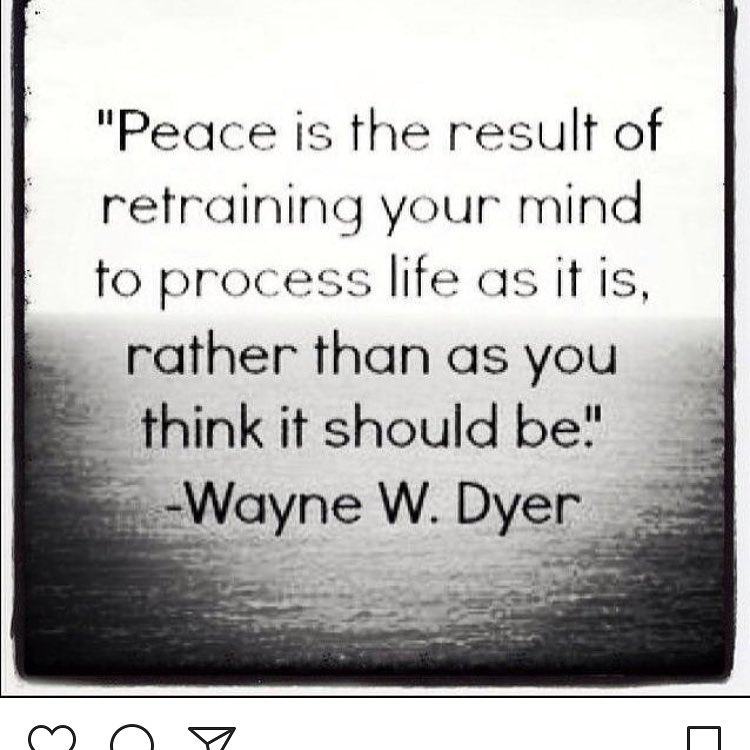 "Peace is the result of
retraining your mind
to process life as it is,
rather than as you
think it should be."
-Wayne W. Dyer